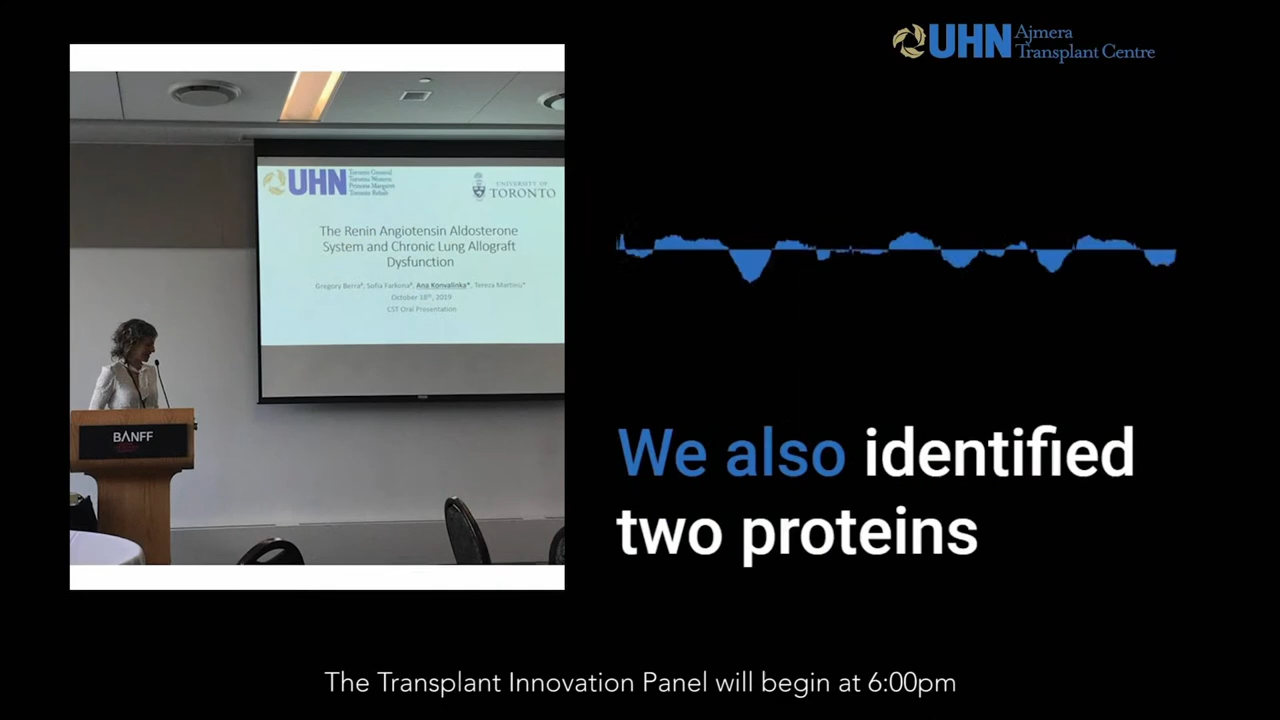 UHN Ajmera
Transplant Centre
UHN Toronto General
Toronto Western
Princess Margaret
Toronto Rehab
UNIVERSITY OF
TORONTO
The Renin Angiotensin Aldosterone
System and Chronic Lung Allograft
Dysfunction
Gregory Berra, Sofia Farkona, Ana Konvalinka*, Tereza Martinu*
October 18th, 2019
CST Oral Presentation
BANFF
We also identified
two proteins
The Transplant Innovation Panel will begin at 6:00pm